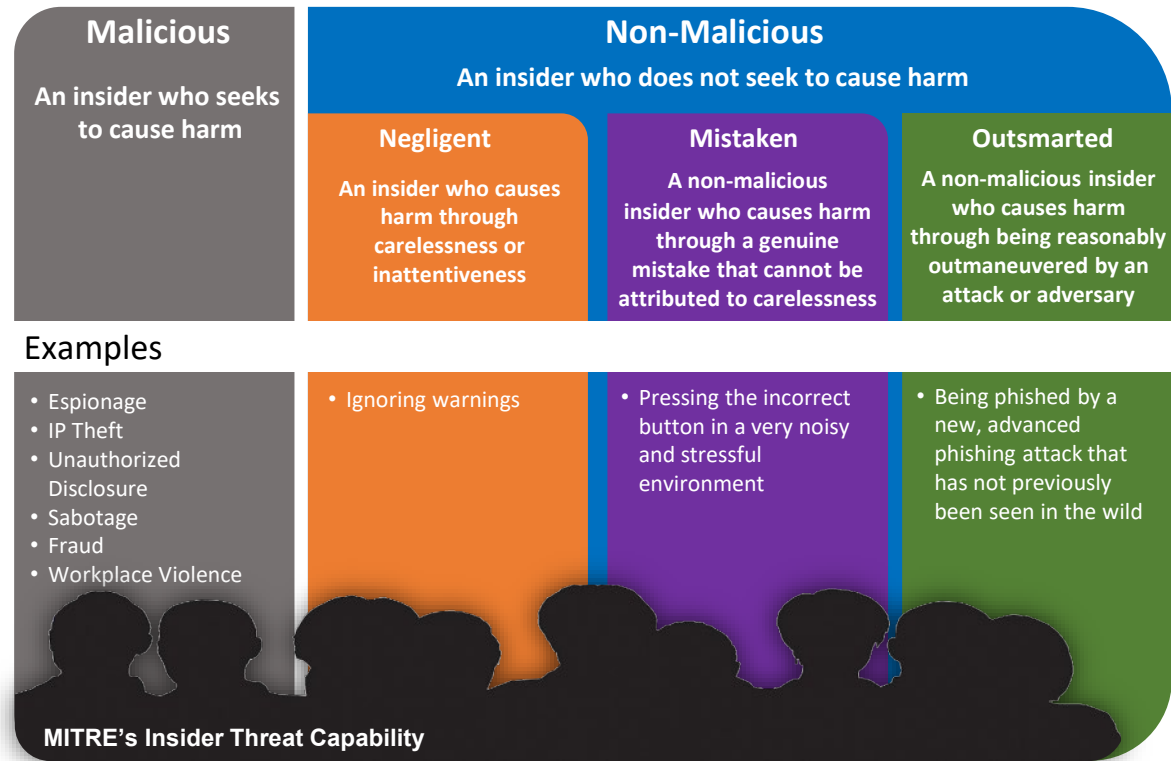 Malicious
An insider who seeks
to cause harm
Non-Malicious
An insider who does not seek to cause harm
Negligent
An insider who causes
harm through
carelessness or
inattentiveness
Mistaken
A non-malicious
insider who causes harm
through a genuine
mistake that cannot be
attributed to carelessness
Outsmarted
A non-malicious insider
who causes harm
through being reasonably
outmaneuvered by an
attack or adversary
Examples
• Espionage
• IP Theft
• Unauthorized
Disclosure
• Sabotage
• Fraud
• Workplace Violence
• Ignoring warnings
• Pressing the incorrect
button in a very noisy
and stressful
environment
• Being phished by a
new, advanced
phishing attack that
has not previously
been seen in the wild
MITRE's Insider Threat Capability